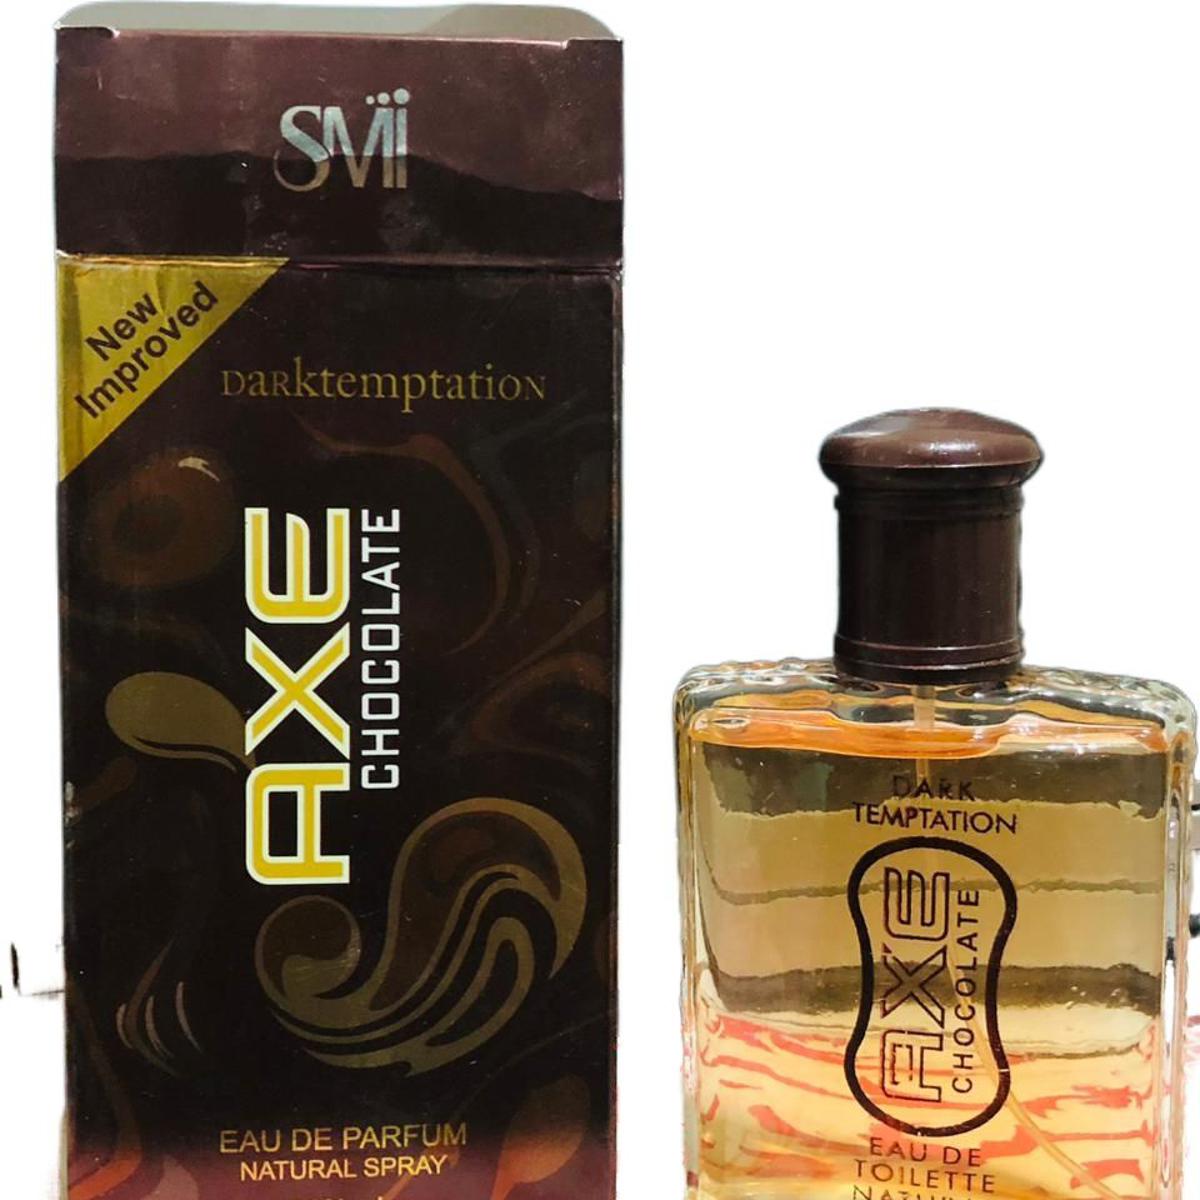 SMii
New
Improved
Darktemptation
AXE
CHOCOLATE
EAU DE PARFUM
NATURAL SPRAY
DARK
TEMPTATION
AXE
CHOCOLATE
EAU DE
TOILETTE